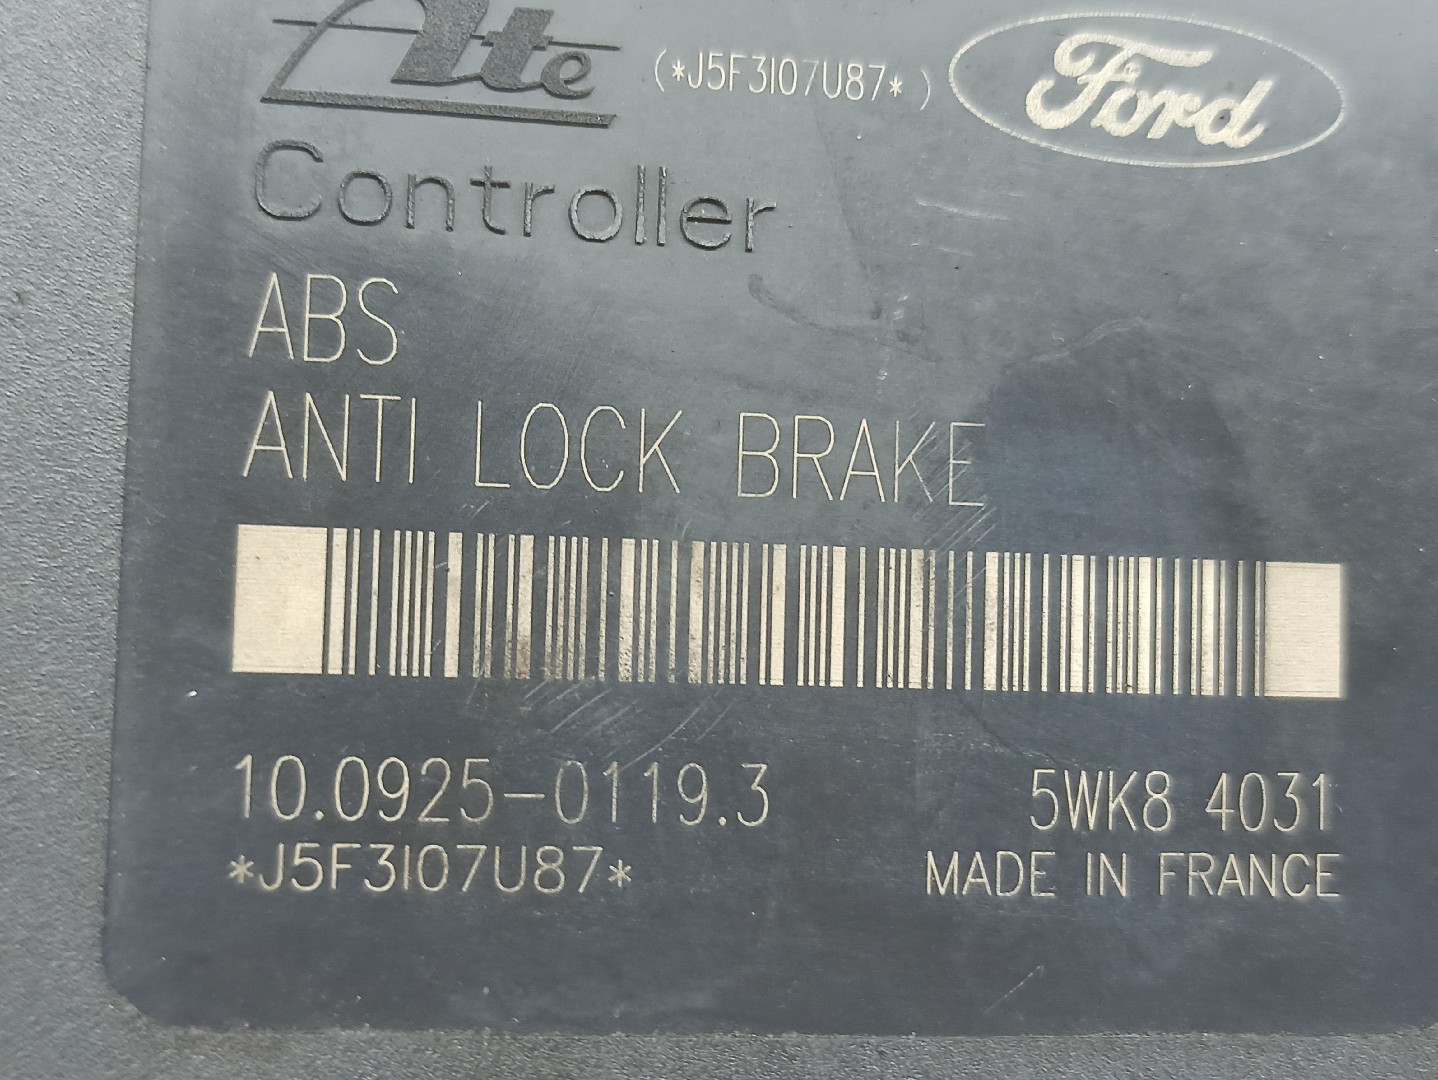 Ate (*J5F3I07U87*) Ford
Controller
ABS
ANTI LOCK BRAKE
10.0925-0119.3 5WK8 4031
*J5F3I07U87* MADE IN FRANCE